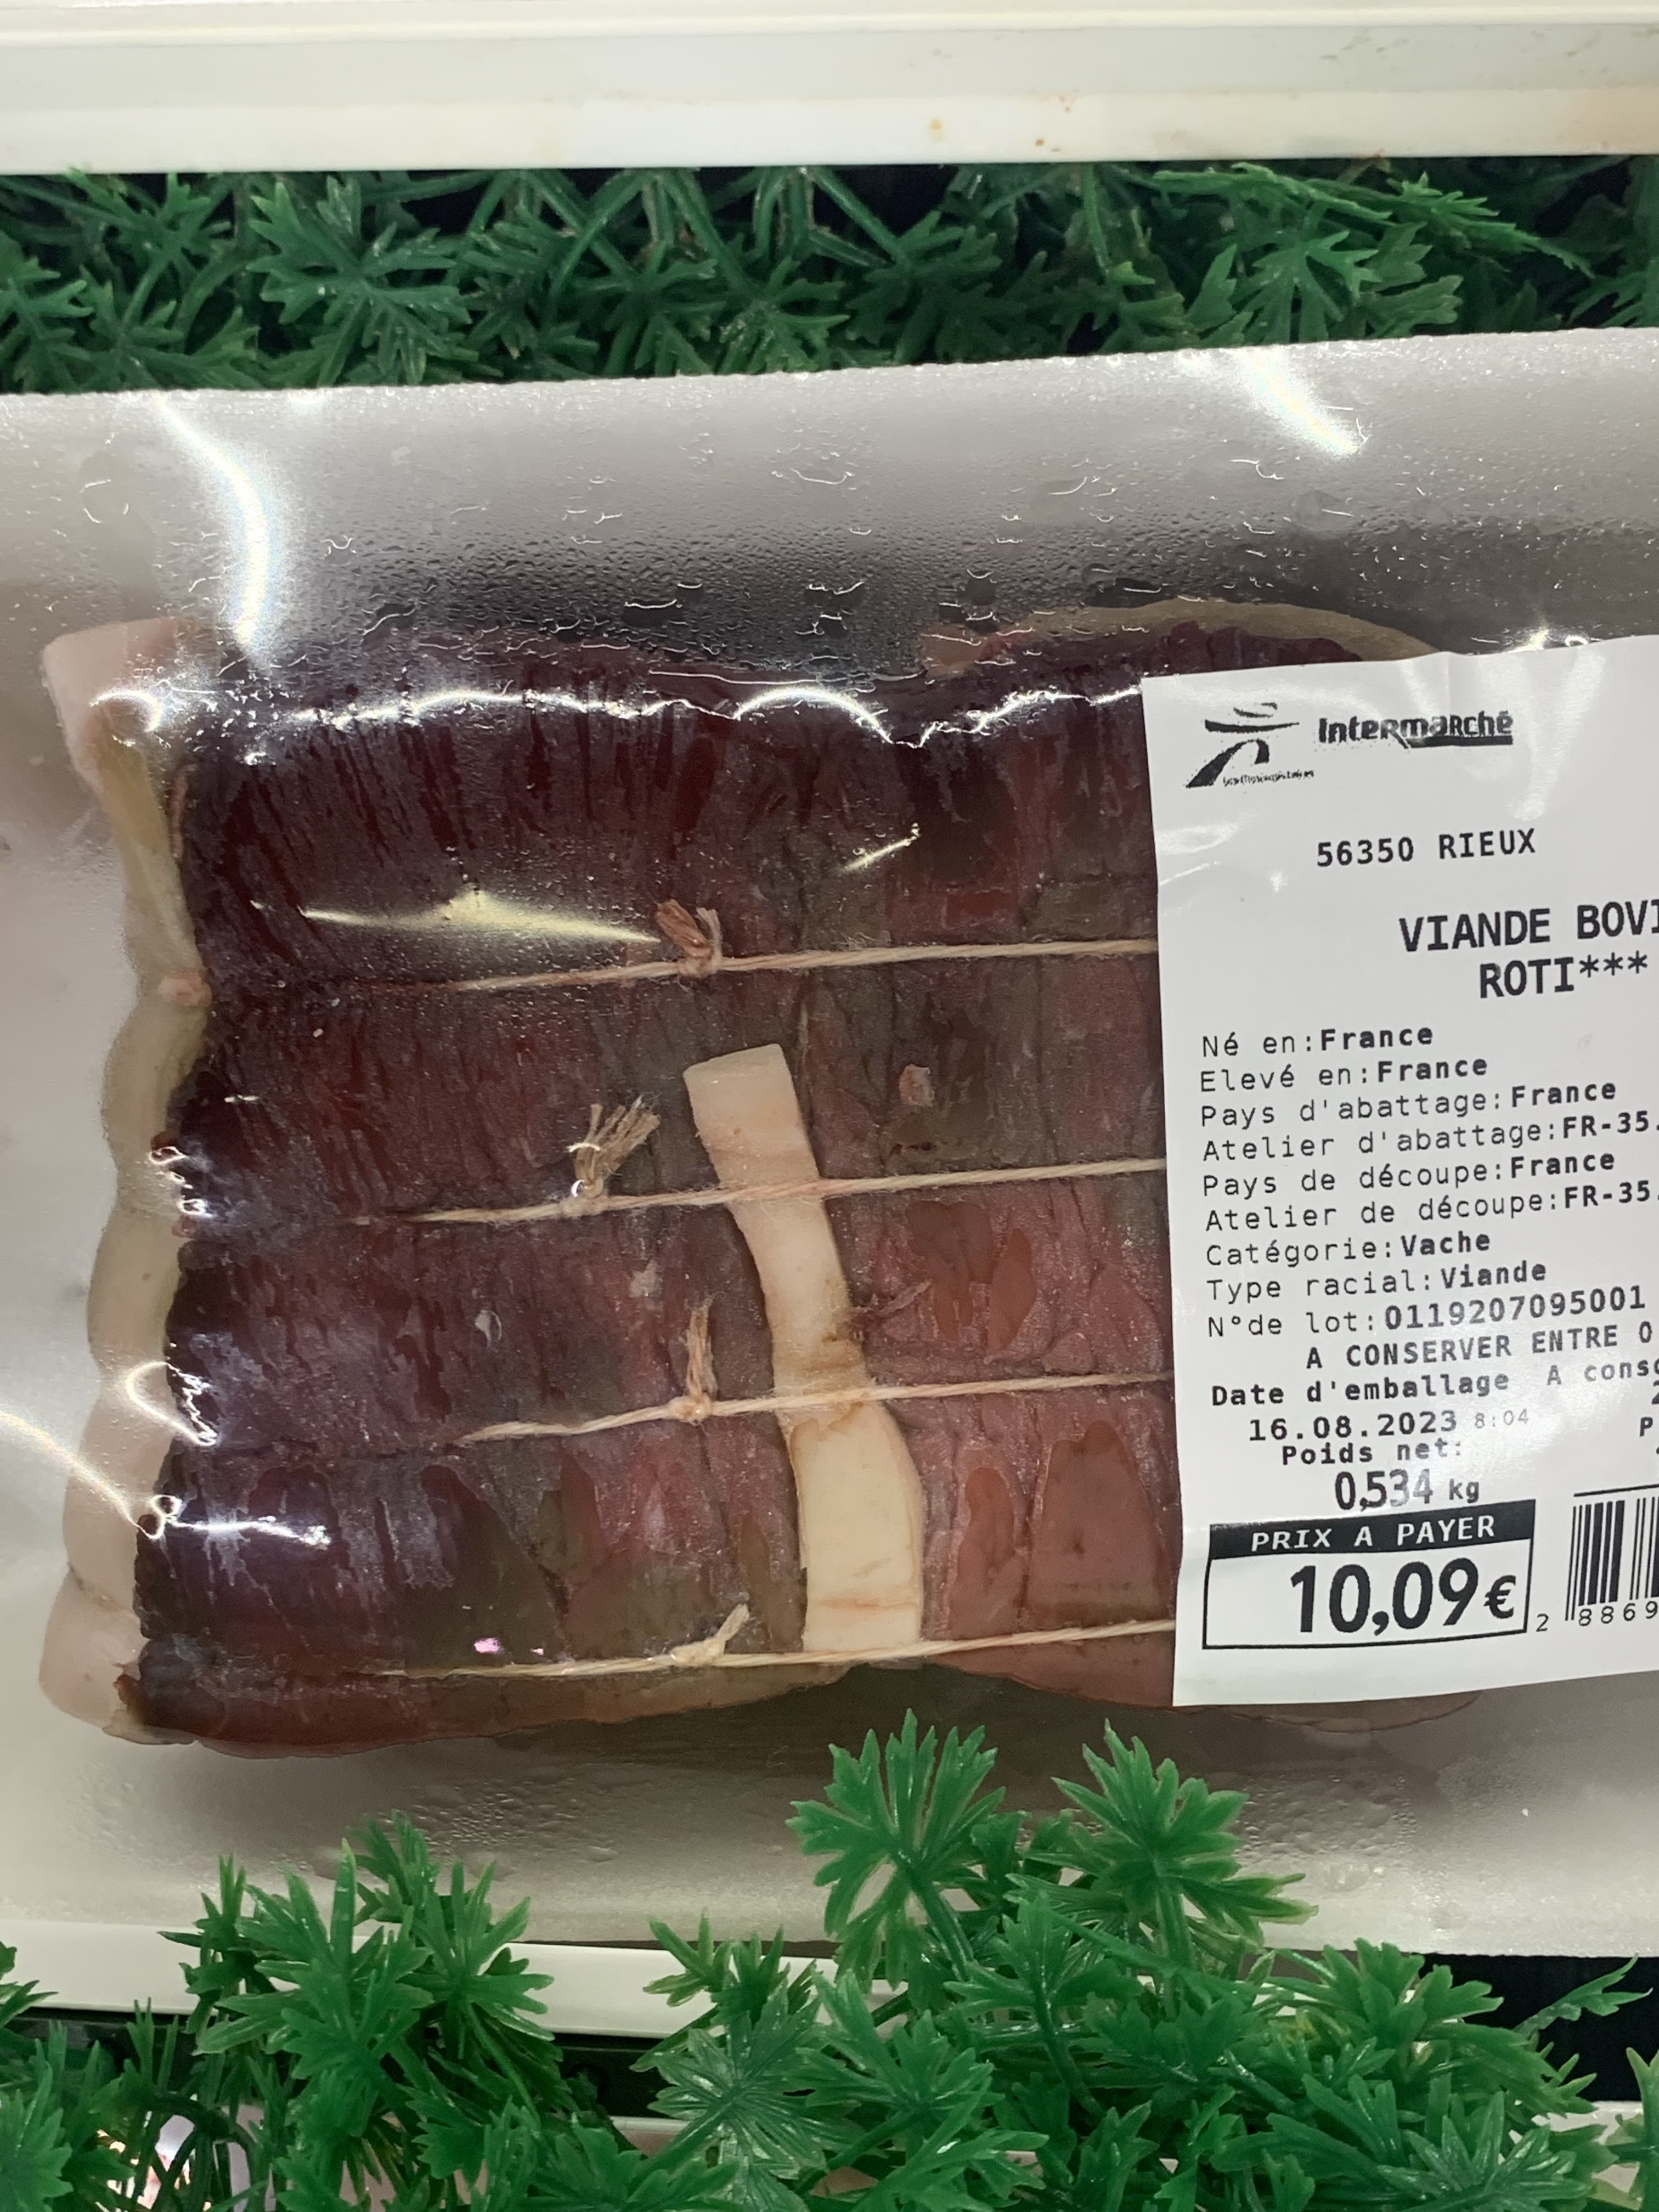 Intermarché
56350 RIEUX
VIANDE BOVI
ROTI***
Né en:France
Elevé en:France
Pays d'abattage:France
Atelier d'abattage:FR-35.
Pays de découpe:France
Atelier de découpe:FR-35.
Catégorie:Vache
Type racial:Viande
N°de lot:0119207095001
A CONSERVER ENTRE 0
Date d'emballage A conso
16.08.2023 8:04
Poids net: P
0,534 kg
PRIX A PAYER
10,09€
2 8869